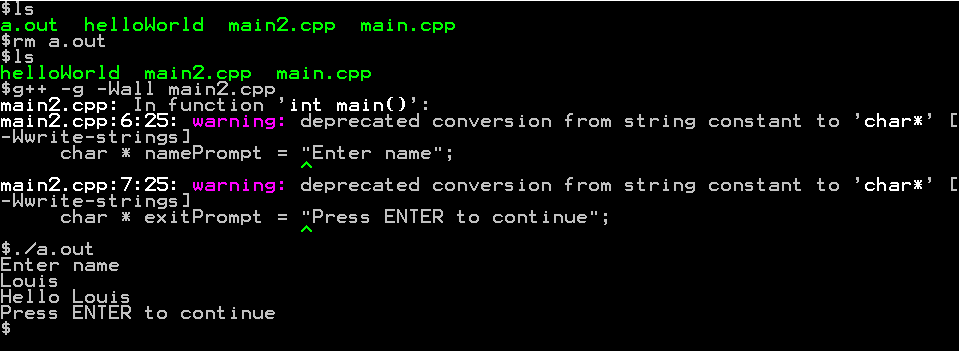 $ls
a.out  helloWorld  main2.cpp  main.cpp
$rm a.out
$ls
helloWorld  main2.cpp  main.cpp
$g++ -g -Wall main2.cpp
main2.cpp: In function 'int main()':
main2.cpp:6:25: warning: deprecated conversion from string constant to 'char*' [
-Wwrite-strings]
     char * namePrompt = "Enter name";
                         ^
main2.cpp:7:25: warning: deprecated conversion from string constant to 'char*' [
-Wwrite-strings]
     char * exitPrompt = "Press ENTER to continue";
                         ^
$./a.out
Enter name
Louis
Hello Louis
Press ENTER to continue
$